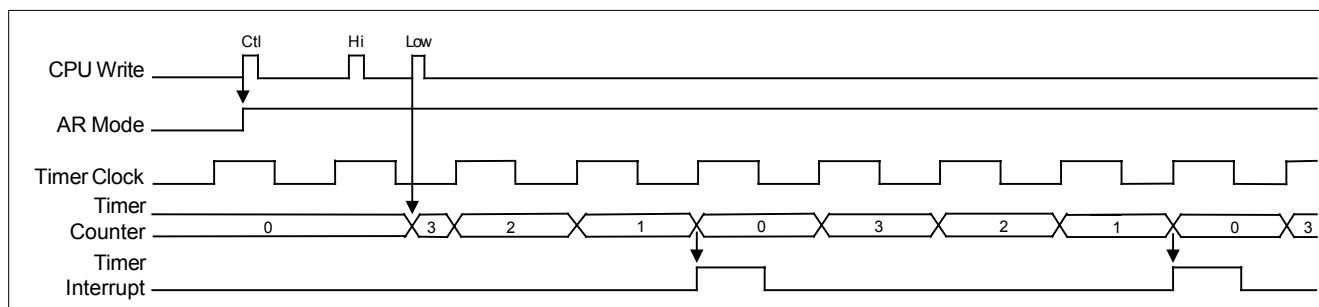 Ctl Hi Low
CPU Write
AR Mode
Timer Clock
Timer
Counter
0 3 2 1 0 3 2 1 0 3
Timer
Interrupt